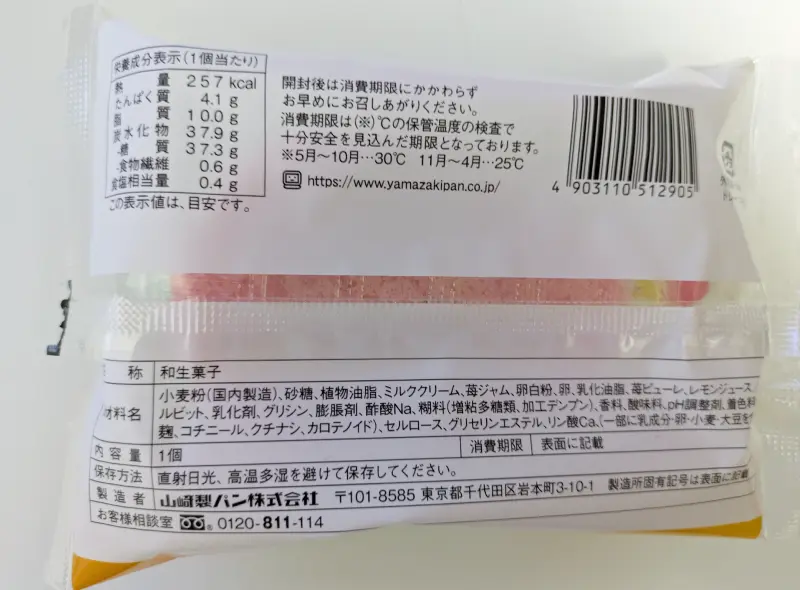 栄養成分表示(1個当たり)
熱量 257 kcal
たんぱく質 4.1 g
脂質 10.0 g
炭水化物 37.9 g
-糖質 37.3 g
-食物繊維 0.6 g
食塩相当量 0.4 g
この表示値は、目安です。
開封後は消費期限にかかわらず
お早めにお召しあがりください。
消費期限は(※)℃の保管温度の検査で
十分安全を見込んだ期限となっております。
※5月~10月…30℃ 11月~4月…25℃
https://www.yamazakipan.co.jp/
4 903110 512905
称 和生菓子
材料名 小麦粉(国内製造)、砂糖、植物油脂、ミルククリーム、苺ジャム、卵白粉、卵、乳化油脂、苺ピューレ、レモンジュース、
ルビット、乳化剤、グリシン、膨脹剤、酢酸Na、糊料(増粘多糖類、加工デンプン)、香料、酸味料、pH調整剤、着色料
麹、コチニール、クチナシ、カロテノイド)、セルロース、グリセリンエステル、リン酸Ca、(一部に乳成分・卵・小麦・大豆を
内容量 1個 消費期限 表面に記載
保存方法 直射日光、高温多湿を避けて保存してください。
製造者 山崎製パン株式会社 〒101-8585 東京都千代田区岩本町3-10-1 製造所固有記号は表面に記載
お客様相談室 0120-811-114